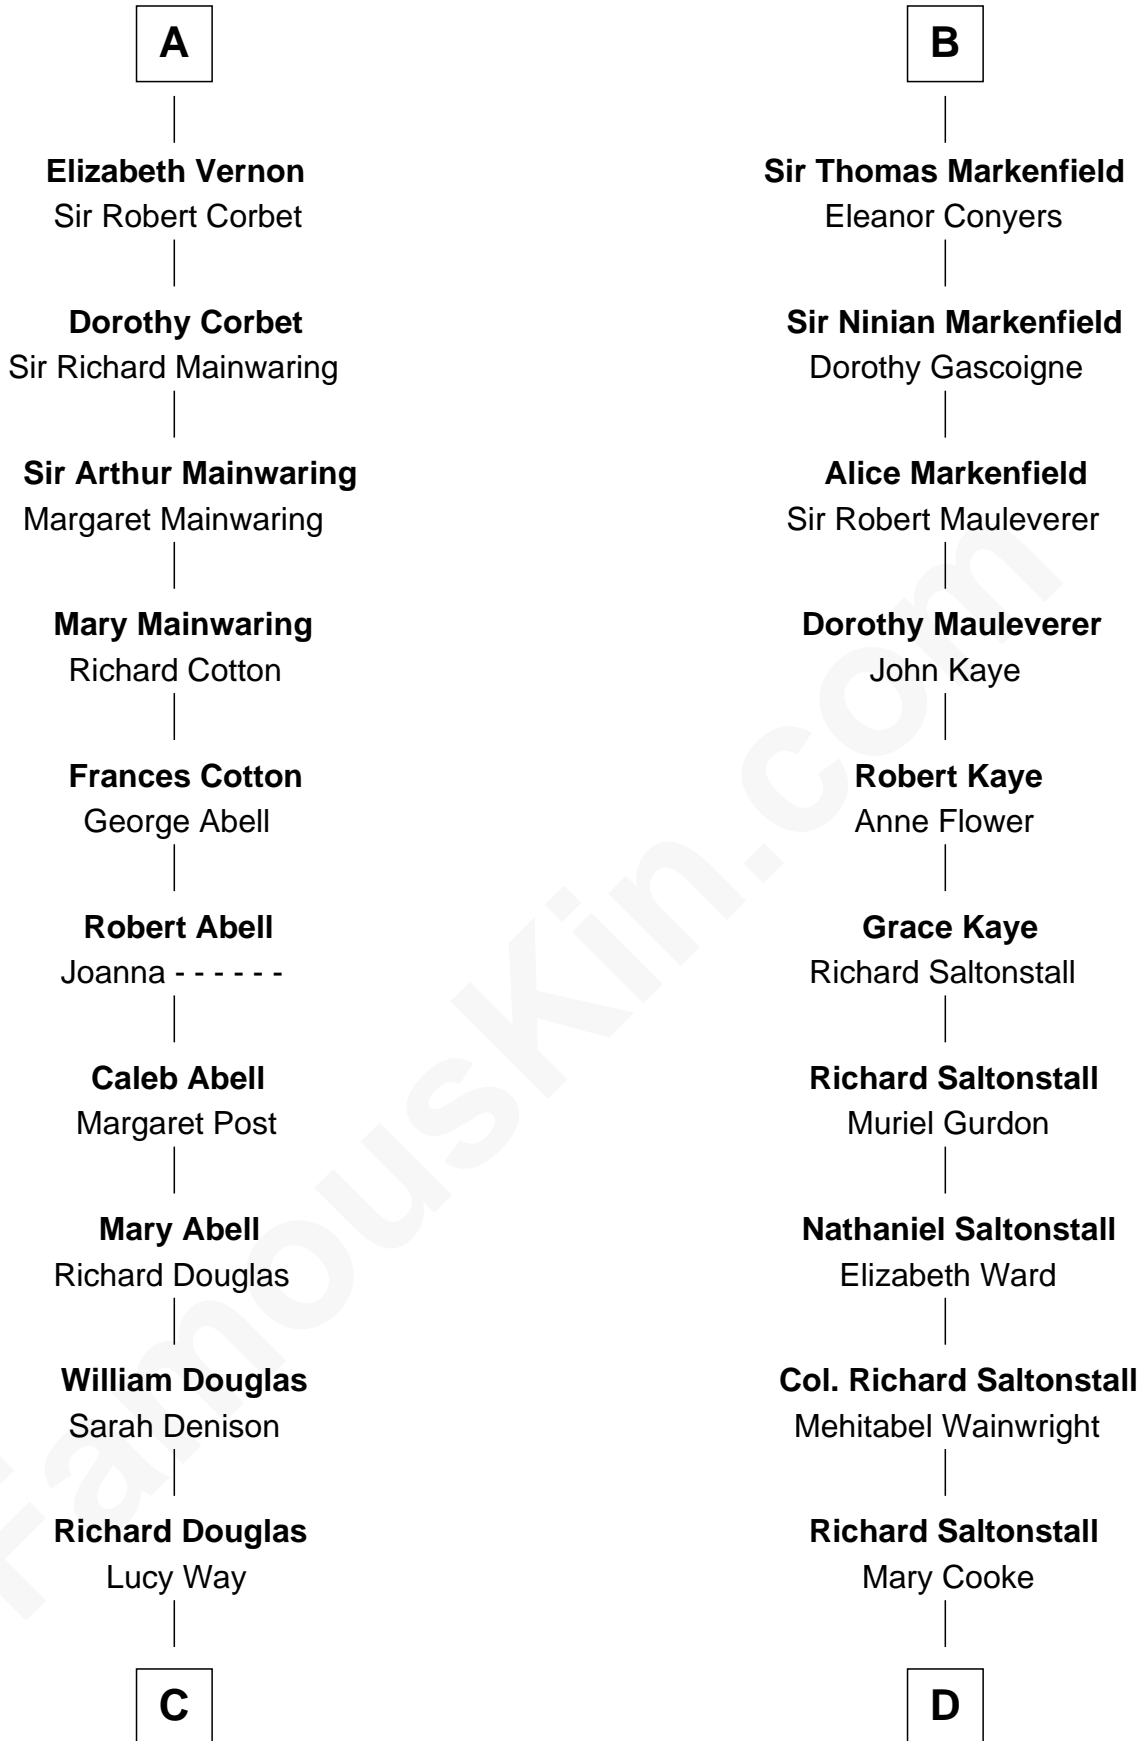 A
Elizabeth Vernon
Sir Robert Corbet
Dorothy Corbet
Sir Richard Mainwaring
Sir Arthur Mainwaring
Margaret Mainwaring
Mary Mainwaring
Richard Cotton
Frances Cotton
George Abell
Robert Abell
Joanna - - - - - -
Caleb Abell
Margaret Post
Mary Abell
Richard Douglas
William Douglas
Sarah Denison
Richard Douglas
Lucy Way
C
B
Sir Thomas Markenfield
Eleanor Conyers
Sir Ninian Markenfield
Dorothy Gascoigne
Alice Markenfield
Sir Robert Mauleverer
Dorothy Mauleverer
John Kaye
Robert Kaye
Anne Flower
Grace Kaye
Richard Saltonstall
Richard Saltonstall
Muriel Gurdon
Nathaniel Saltonstall
Elizabeth Ward
Col. Richard Saltonstall
Mehitabel Wainwright
Richard Saltonstall
Mary Cooke
D
FamousKin.com